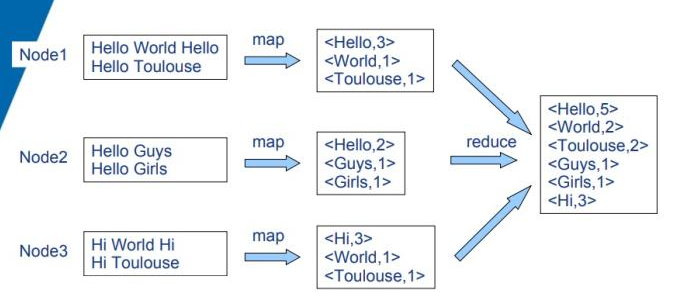 Node1
Hello World Hello
Hello Toulouse
map
<Hello,3>
<World,1>
<Toulouse,1>
Node2
Hello Guys
Hello Girls
map
<Hello,2>
<Guys,1>
<Girls,1>
reduce
<Hello,5>
<World,2>
<Toulouse,2>
<Guys,1>
<Girls,1>
<Hi,3>
Node3
Hi World Hi
Hi Toulouse
map
<Hi,3>
<World,1>
<Toulouse,1>